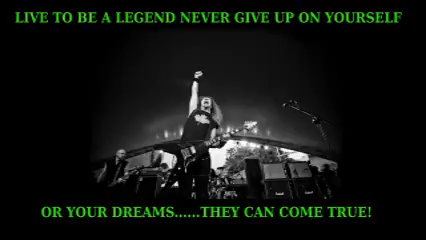 LIVE TO BE A LEGEND NEVER GIVE UP ON YOURSELF
OR YOUR DREAMS......THEY CAN COME TRUE!